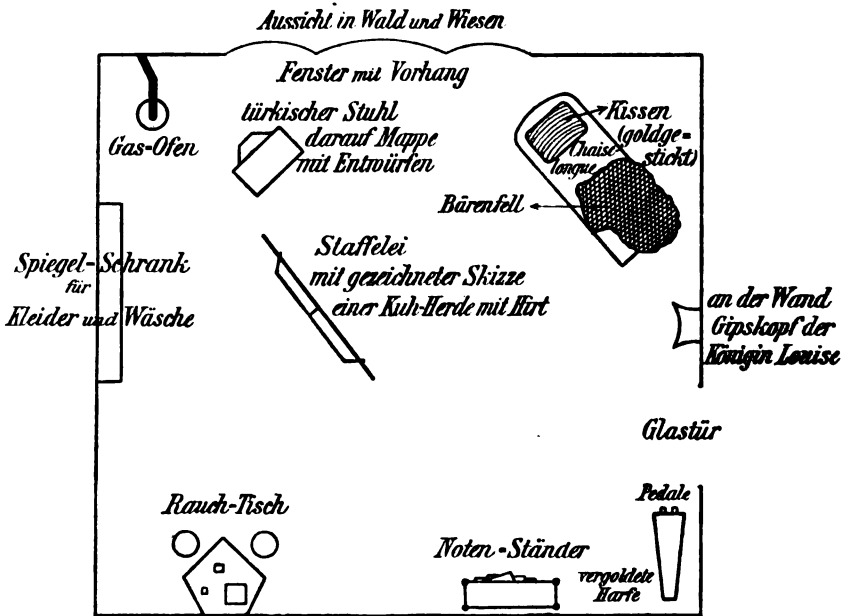 Aussicht in Wald und Wiesen
Fenster mit Vorhang
Gas-Ofen
türkischer Stuhl
darauf Mappe
mit Entwürfen
Kissen
(goldge=
stickt)
Chaise
longue
Bärenfell
Spiegel-Schrank
für
Kleider und Wäsche
Staffelei
mit gezeichneter Skizze
einer Kuh-Herde mit Hirt
an der Wand
Gipskopf der
Königin Louise
Glastür
Rauch-Tisch
Noten-Ständer
Pedale
vergoldete
Harfe